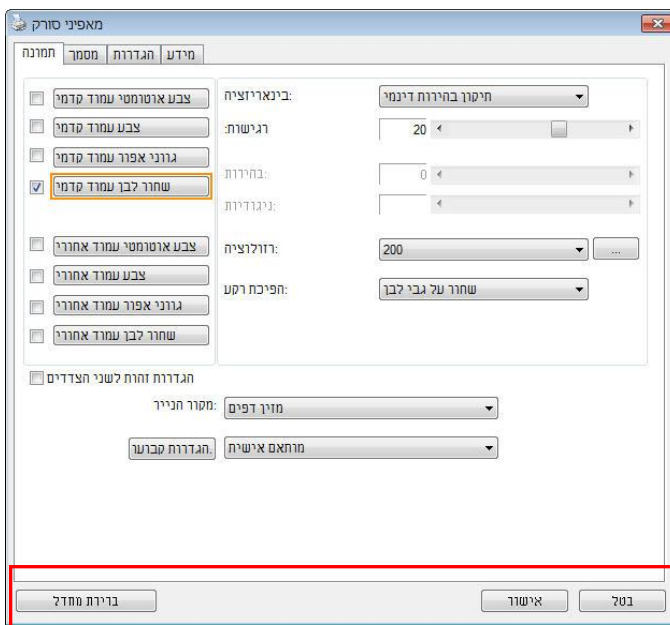 מאפיני סורק
תמונה
מסמך
הגדרות
מידע
צבע אוטומטי עמוד קדמי
צבע עמוד קדמי
גווני אפור עמוד קדמי
שחור לבן עמוד קדמי
צבע אוטומטי עמוד אחורי
צבע עמוד אחורי
גווני אפור עמוד אחורי
שחור לבן עמוד אחורי
בינאריזציה:
תיקון בהירות דינמי
רגישות:
20
בהירות:
0
ניגודיות:
רזולוציה:
200
...
הפיכת רקע:
שחור על גבי לבן
הגדרות זהות לשני הצדדים
מקור הנייר:
מזין דפים
הגדרות קבועו.
מותאם אישית
ברירת מחדל
אישור
בטל